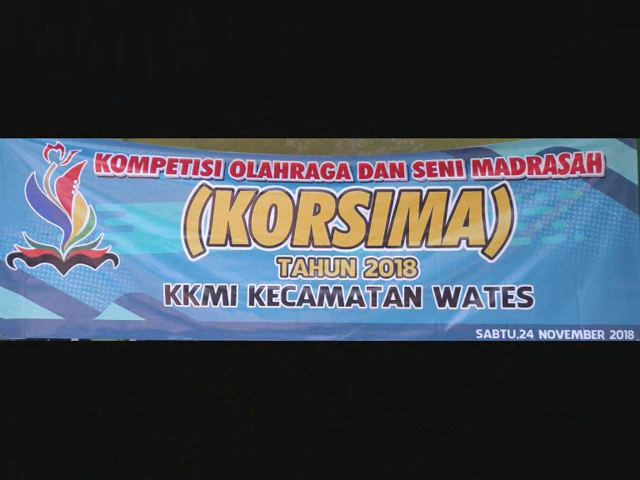 KOMPETISI OLAHRAGA DAN SENI MADRASAH
(KORSIMA)
TAHUN 2018
KKMI KECAMATAN WATES
SABTU,24 NOVEMBER 2018